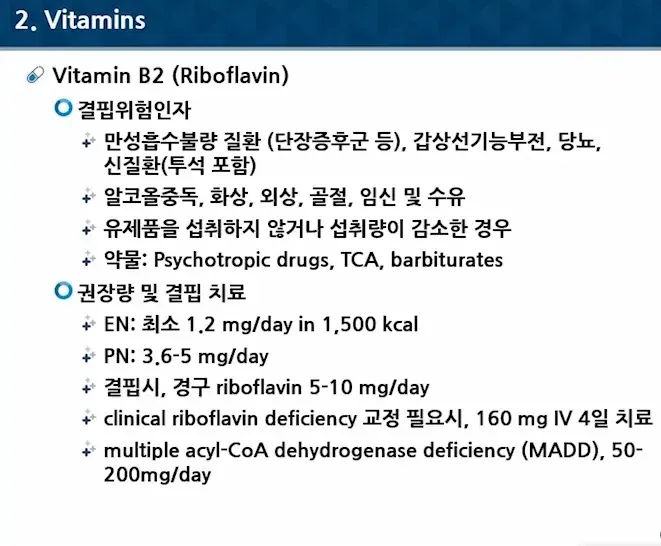 2. Vitamins
Vitamin B2 (Riboflavin)
결핍위험인자
만성흡수불량 질환 (단장증후군 등), 갑상선기능부전, 당뇨,
신질환(투석 포함)
알코올중독, 화상, 외상, 골절, 임신 및 수유
유제품을 섭취하지 않거나 섭취량이 감소한 경우
약물: Psychotropic drugs, TCA, barbiturates
권장량 및 결핍 치료
EN: 최소 1.2 mg/day in 1,500 kcal
PN: 3.6-5 mg/day
결핍시, 경구 riboflavin 5-10 mg/day
clinical riboflavin deficiency 교정 필요시, 160 mg IV 4일 치료
multiple acyl-CoA dehydrogenase deficiency (MADD), 50-
200mg/day